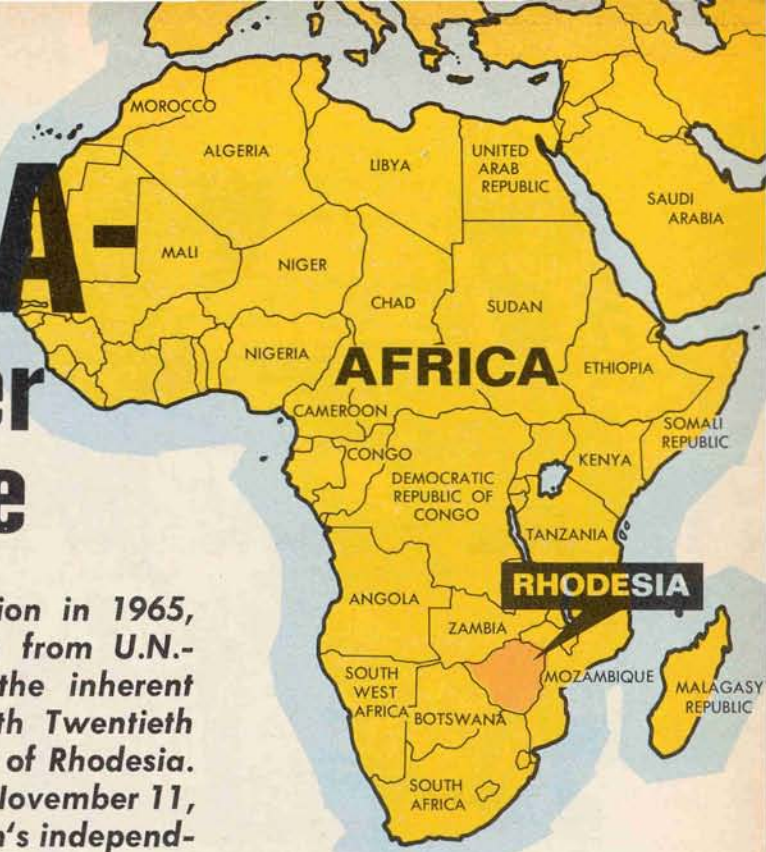 MOROCCO
ALGERIA
LIBYA
UNITED
ARAB
REPUBLIC
SAUDI
ARABIA
A-
MALI
NIGER
CHAD
SUDAN
NIGERIA
AFRICA
ETHIOPIA
er
CAMEROON
SOMALI
REPUBLIC
CONGO
KENYA
DEMOCRATIC
REPUBLIC OF
CONGO
e
TANZANIA
RHODESIA
ANGOLA
ZAMBIA
SOUTH
WEST
AFRICA
MOZAMBIQUE
MALAGASY
REPUBLIC
BOTSWANA
SOUTH
AFRICA
ion in 1965,
from U.N.-
the inherent
th Twentieth
of Rhodesia.
November 11,
n's independ-